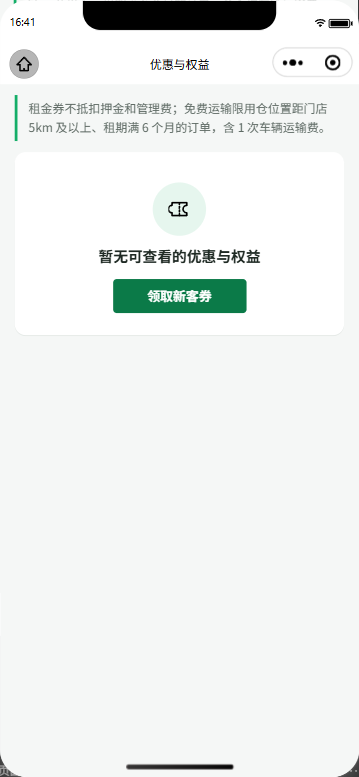 16:41
优惠与权益
租金券不抵扣押金和管理费；免费运输限用仓位置距门店
5km 及以上、租期满 6 个月的订单，含 1 次车辆运输费。
暂无可查看的优惠与权益
领取新客券